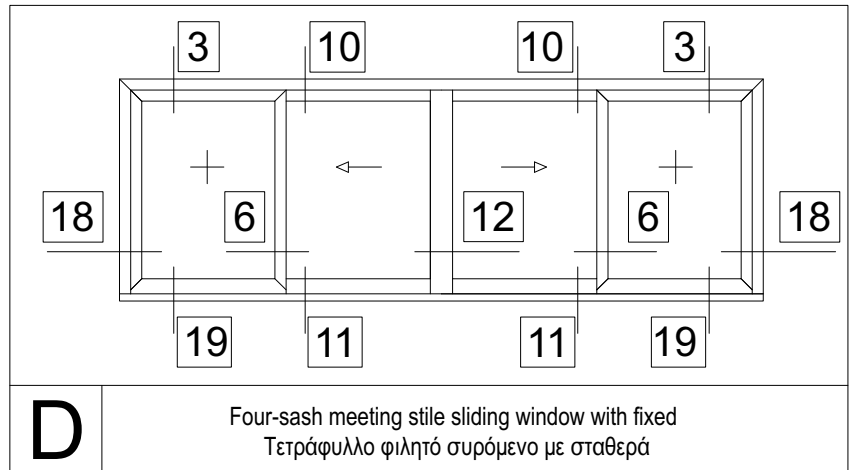 3 10 10 3
18 6 12 6 18
19 11 11 19
D
Four-sash meeting stile sliding window with fixed
Τετράφυλλο φιλητό συρόμενο με σταθερά